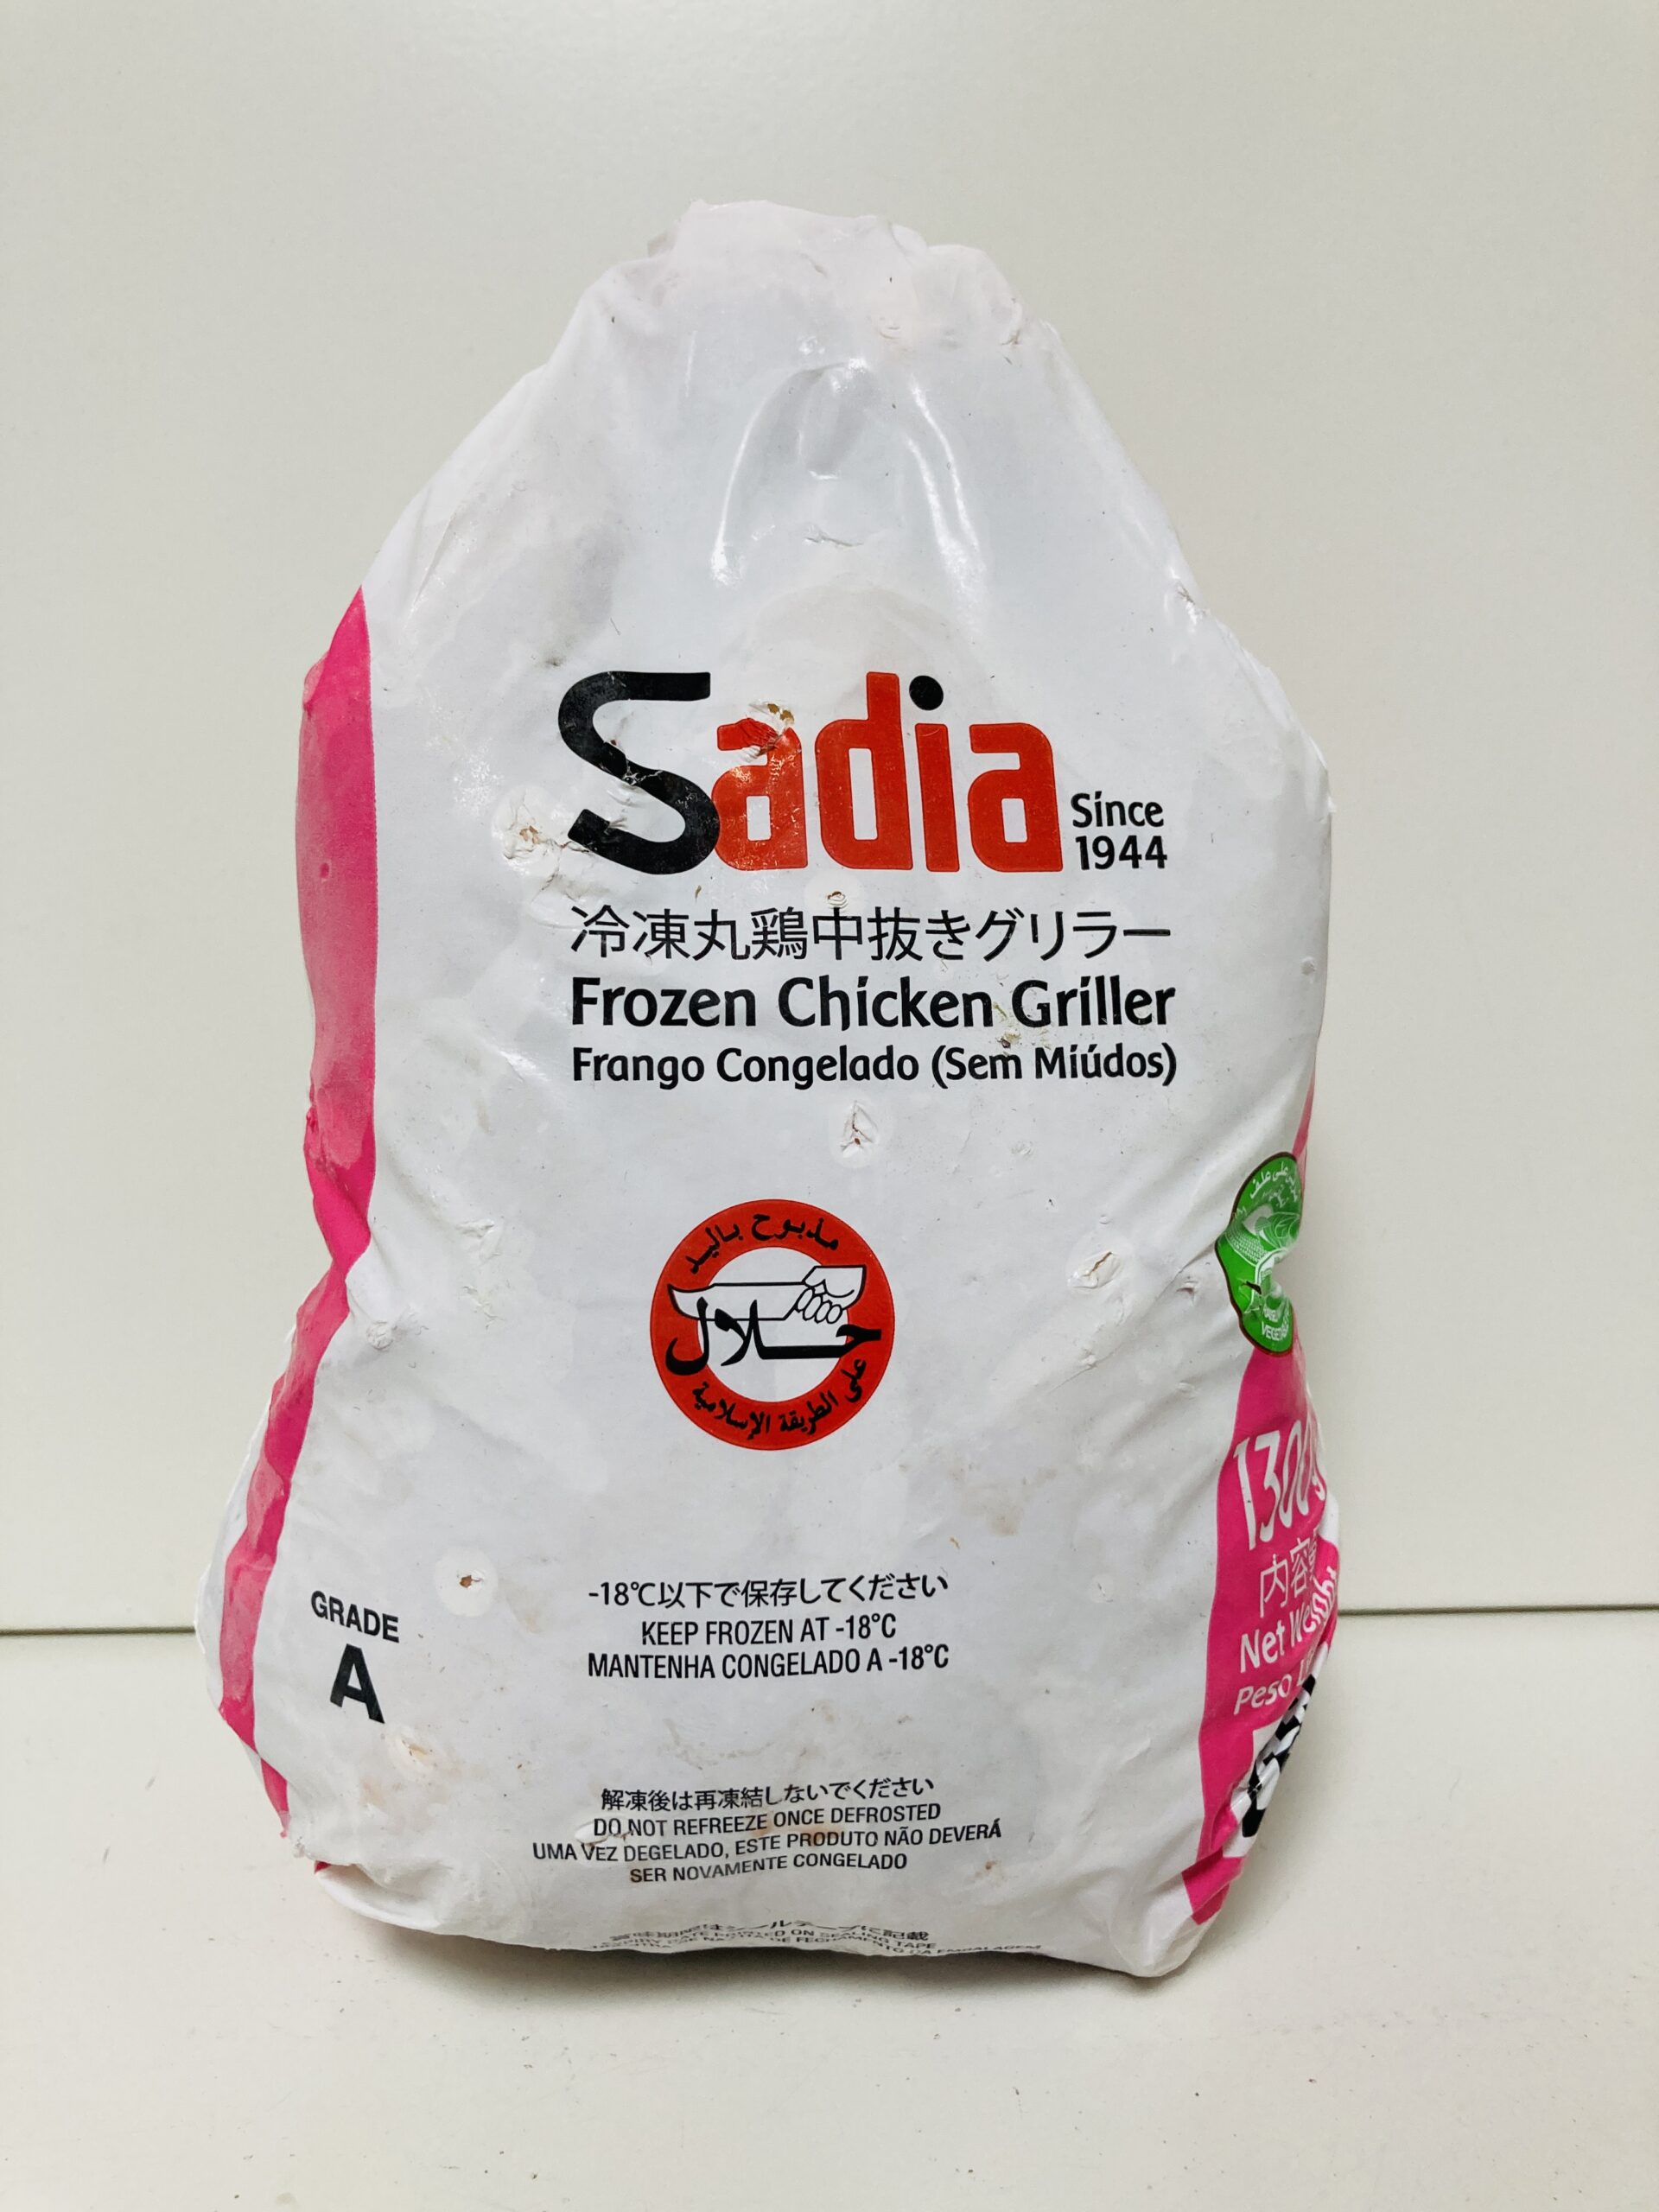 Sadia
Since
1944
冷凍丸鶏中抜きグリラー
Frozen Chicken Griller
Frango Congelado (Sem Miúdos)
مذبوح باليد
حلال
على الطريقة الإسلامية
1300g
内容
Net
Peso
GRADE
A
-18℃以下で保存してください
KEEP FROZEN AT -18°C
MANTENHA CONGELADO A -18°C
解凍後は再凍結しないでください
DO NOT REFREEZE ONCE DEFROSTED
UMA VEZ DEGELADO, ESTE PRODUTO NÃO DEVERÁ
SER NOVAMENTE CONGELADO
ON SEALING TAPE